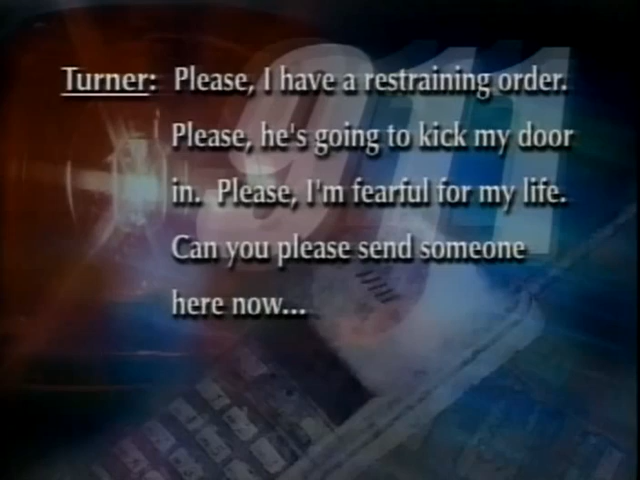 911
Turner: Please, I have a restraining order.
Please, he's going to kick my door
in. Please, I'm fearful for my life.
Can you please send someone
here now...